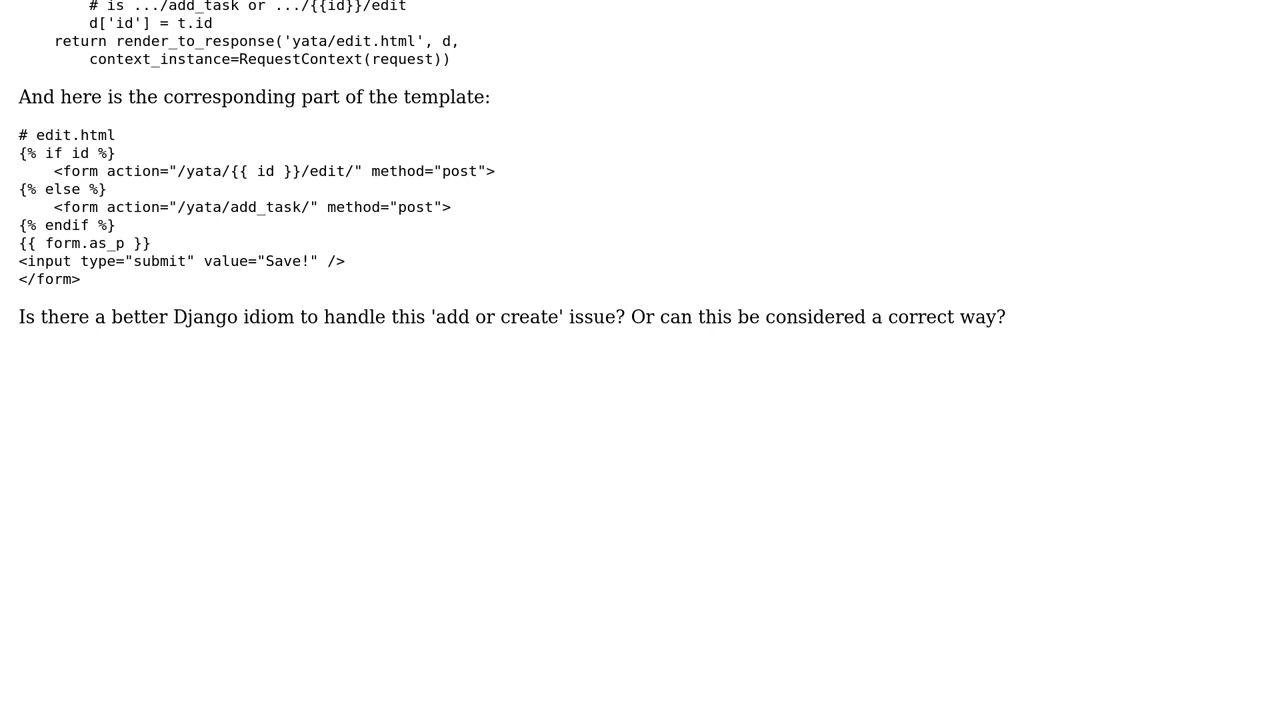 # is .../add_task or .../{{id}}/edit
        d['id'] = t.id
    return render_to_response('yata/edit.html', d,
        context_instance=RequestContext(request))
And here is the corresponding part of the template:
# edit.html
{% if id %}
    <form action="/yata/{{ id }}/edit/" method="post">
{% else %}
    <form action="/yata/add_task/" method="post">
{% endif %}
{{ form.as_p }}
<input type="submit" value="Save!" />
</form>
Is there a better Django idiom to handle this 'add or create' issue? Or can this be considered a correct way?